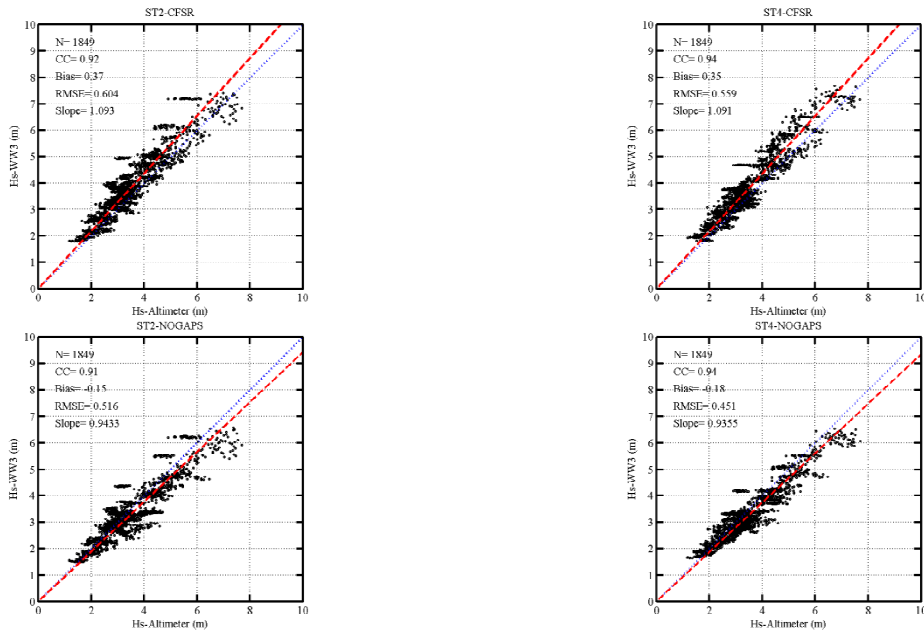 ST2-CFSR
N= 1849
CC= 0.92
Bias= 0.37
RMSE= 0.604
Slope= 1.093
Hs-WW3 (m)
10
9
8
7
6
5
4
3
2
1
0
0 2 4 6 8 10
Hs-Altimeter (m)
ST4-CFSR
N= 1849
CC= 0.94
Bias= 0.35
RMSE= 0.559
Slope= 1.091
Hs-WW3 (m)
10
9
8
7
6
5
4
3
2
1
0
0 2 4 6 8 10
Hs-Altimeter (m)
ST2-NOGAPS
N= 1849
CC= 0.91
Bias= -0.15
RMSE= 0.516
Slope= 0.9433
Hs-WW3 (m)
10
9
8
7
6
5
4
3
2
1
0
0 2 4 6 8 10
Hs-Altimeter (m)
ST4-NOGAPS
N= 1849
CC= 0.94
Bias= -0.18
RMSE= 0.451
Slope= 0.9355
Hs-WW3 (m)
10
9
8
7
6
5
4
3
2
1
0
0 2 4 6 8 10
Hs-Altimeter (m)